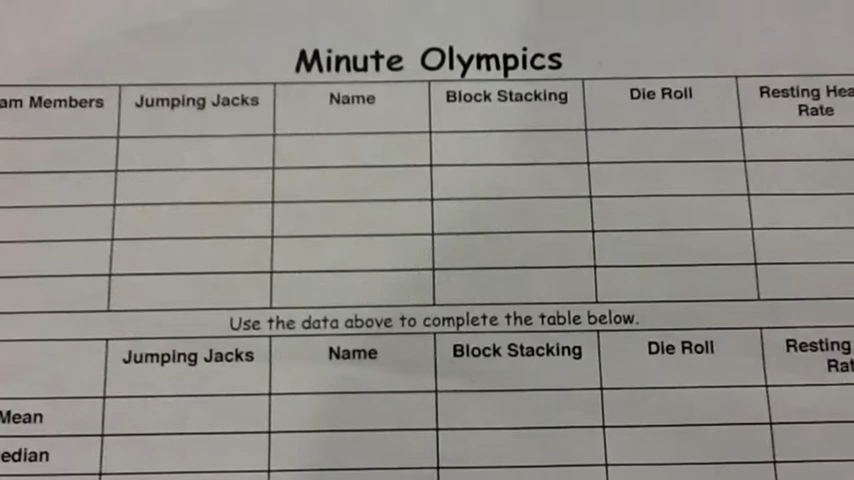 Minute Olympics
am Members Jumping Jacks Name Block Stacking Die Roll Resting Hea
Rate
Use the data above to complete the table below.
Jumping Jacks Name Block Stacking Die Roll Resting
Rat
Mean
edian